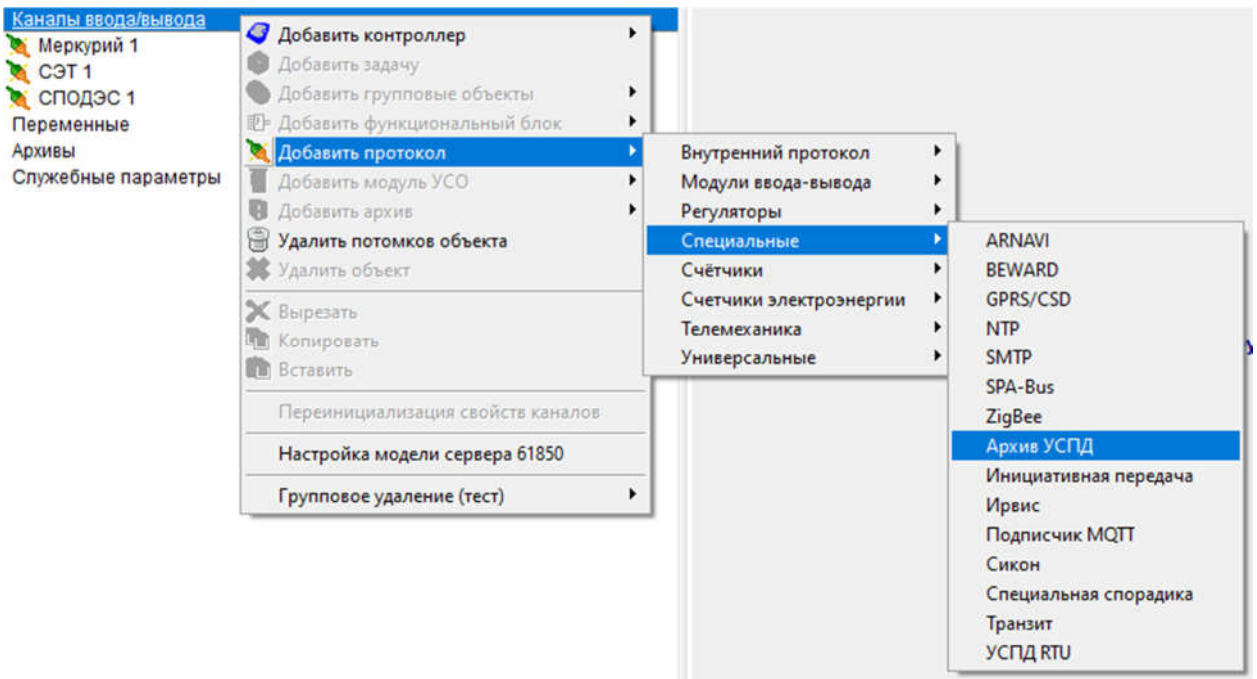 Каналы ввода/вывода
Меркурий 1
СЭТ 1
СПОДЭС 1
Переменные
Архивы
Служебные параметры
Добавить контроллер
Добавить задачу
Добавить групповые объекты
Добавить функциональный блок
Добавить протокол
Добавить модуль УСО
Добавить архив
Удалить потомков объекта
Удалить объект
Вырезать
Копировать
Вставить
Переинициализация свойств каналов
Настройка модели сервера 61850
Групповое удаление (тест)
Внутренний протокол
Модули ввода-вывода
Регуляторы
Специальные
Счётчики
Счетчики электроэнергии
Телемеханика
Универсальные
ARNAVI
BEWARD
GPRS/CSD
NTP
SMTP
SPA-Bus
ZigBee
Архив УСПД
Инициативная передача
Ирвис
Подписчик MQTT
Сикон
Специальная спорадика
Транзит
УСПД RTU